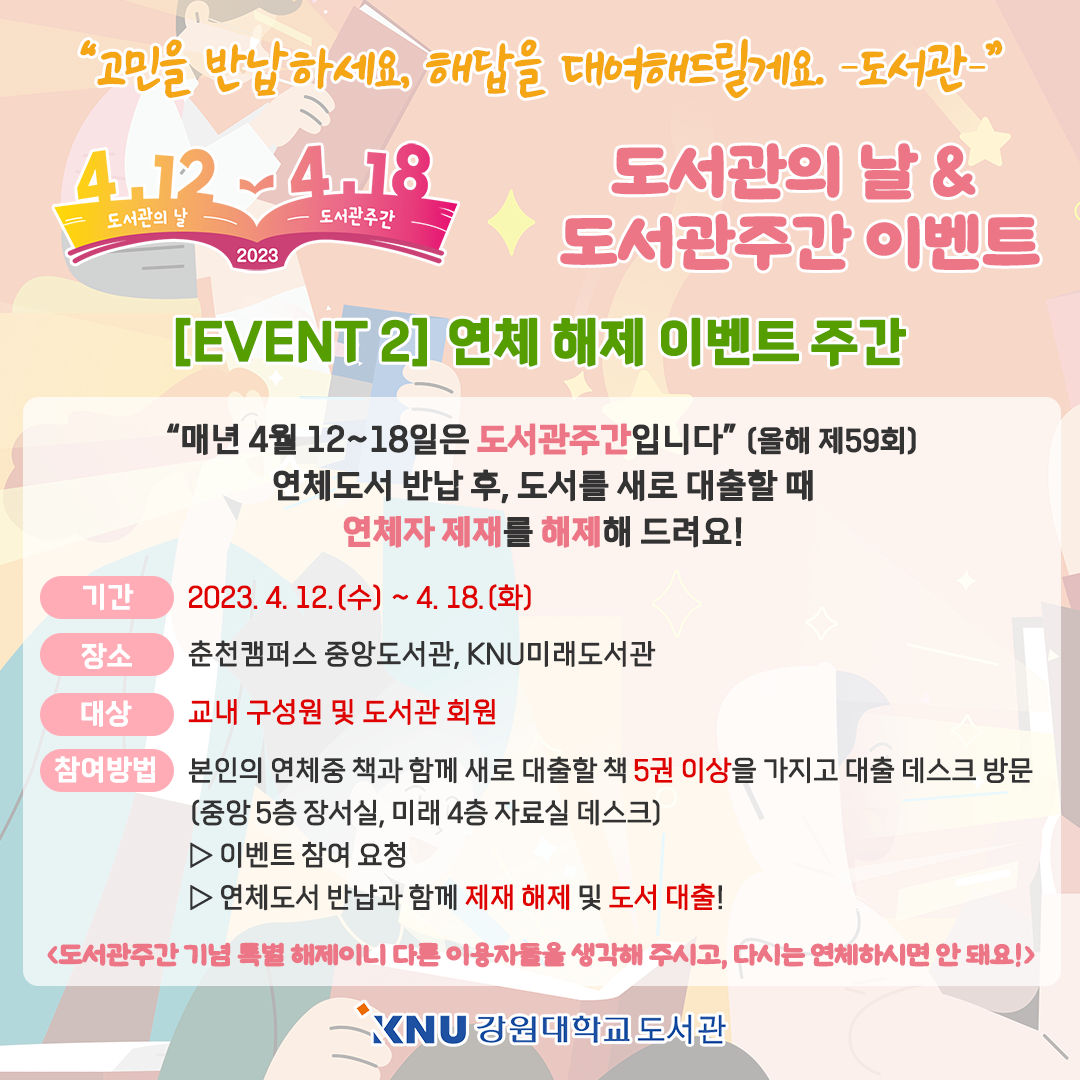 “고민을 반납하세요, 해답을 대여해드릴게요. -도서관-”
4.12 ~ 4.18
도서관의 날 도서관주간
2023
도서관의 날 &
도서관주간 이벤트
[EVENT 2] 연체 해제 이벤트 주간
“매년 4월 12~18일은 도서관주간입니다” (올해 제59회)
연체도서 반납 후, 도서를 새로 대출할 때
연체자 제재를 해제해 드려요!
기간 2023. 4. 12.(수) ~ 4. 18.(화)
장소 춘천캠퍼스 중앙도서관, KNU미래도서관
대상 교내 구성원 및 도서관 회원
참여방법 본인의 연체중 책과 함께 새로 대출할 책 5권 이상을 가지고 대출 데스크 방문
(중앙 5층 장서실, 미래 4층 자료실 데스크)
▷ 이벤트 참여 요청
▷ 연체도서 반납과 함께 제재 해제 및 도서 대출!
<도서관주간 기념 특별 해제이니 다른 이용자들을 생각해 주시고, 다시는 연체하시면 안 돼요!>
KNU 강원대학교도서관